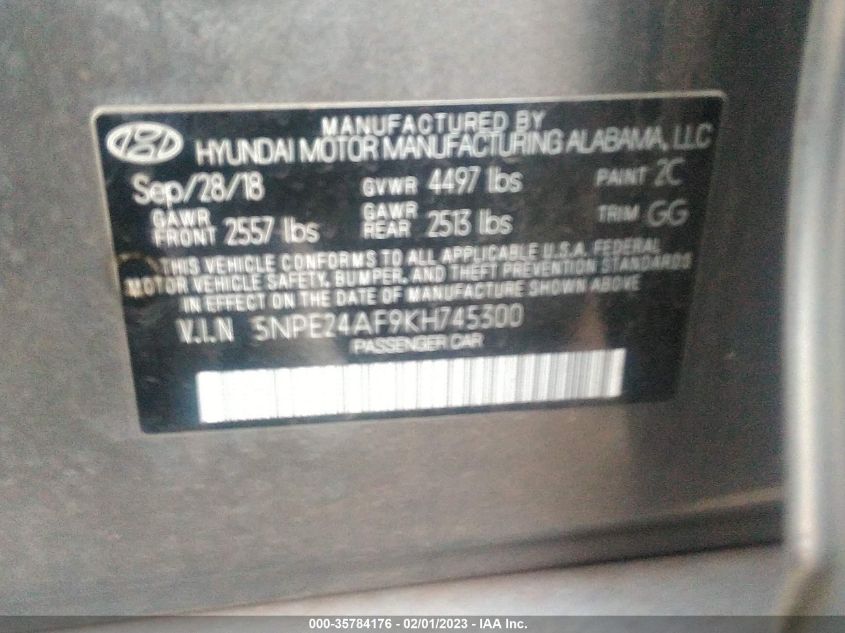 MANUFACTURED BY
HYUNDAI MOTOR MANUFACTURING ALABAMA, LLC
Sep/28/18 GVWR 4497 lbs PAINT 2C
GAWR FRONT 2557 lbs GAWR REAR 2513 lbs TRIM GG
THIS VEHICLE CONFORMS TO ALL APPLICABLE U.S.A. FEDERAL
MOTOR VEHICLE SAFETY, BUMPER, AND THEFT PREVENTION STANDARDS
IN EFFECT ON THE DATE OF MANUFACTURE SHOWN ABOVE.
V.I.N 5NPE24AF9KH745300
PASSENGER CAR
000-35784176 - 02/01/2023 - IAA Inc.